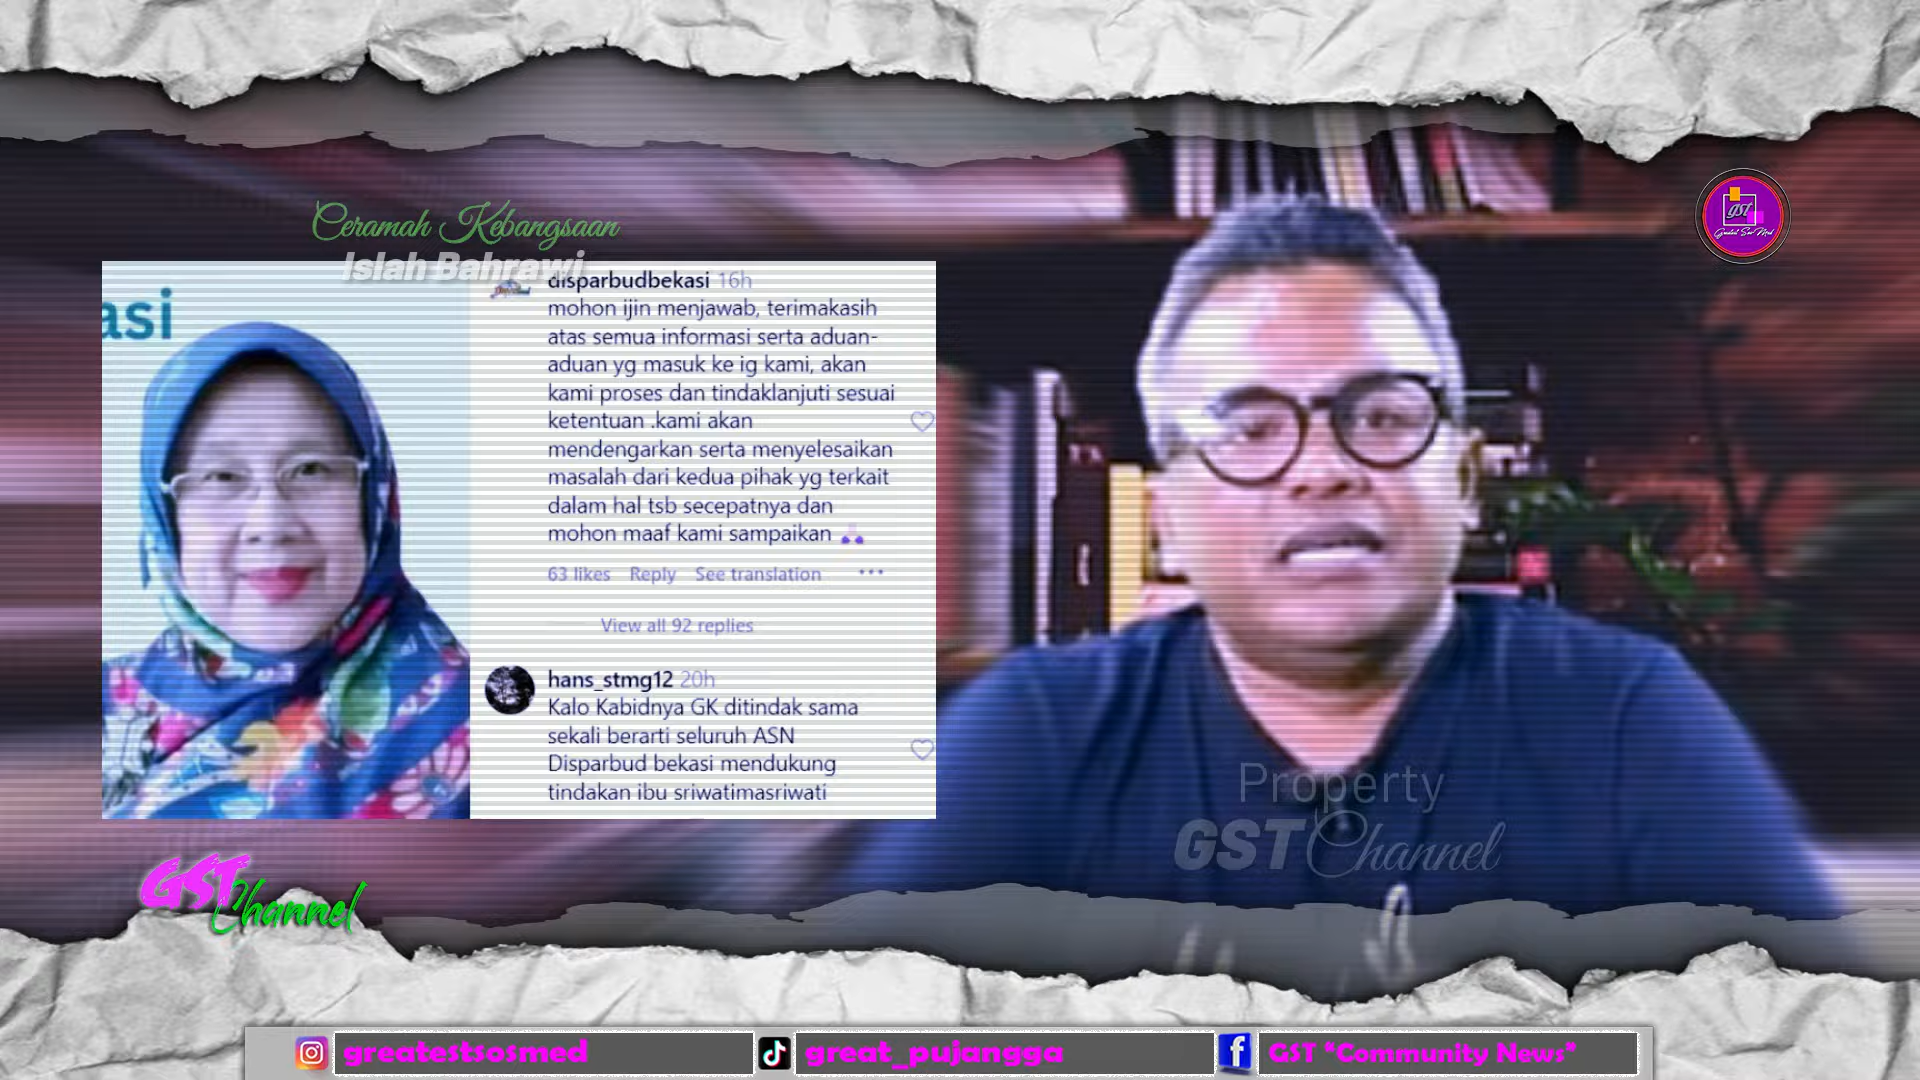 Ceramah Kebangsaan
Islah Bahrawi
gst
asi
disparbudbekasi 16h
mohon ijin menjawab, terimakasih
atas semua informasi serta aduan-
aduan yg masuk ke ig kami, akan
kami proses dan tindaklanjuti sesuai
ketentuan .kami akan
mendengarkan serta menyelesaikan
masalah dari kedua pihak yg terkait
dalam hal tsb secepatnya dan
mohon maaf kami sampaikan 🙏
63 likes Reply See translation ...
View all 92 replies
hans_stmg12 20h
Kalo Kabidnya GK ditindak sama
sekali berarti seluruh ASN
Disparbud bekasi mendukung
tindakan ibu sriwatimasriwati
Property
GST Channel
GST Channel
greatestsosmed
great_pujangga
GST "Community News"